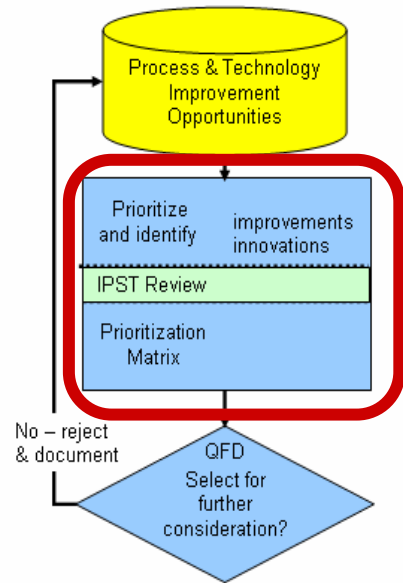 Process & Technology
Improvement
Opportunities
Prioritize improvements
and identify innovations
IPST Review
Prioritization
Matrix
No – reject
& document
QFD
Select for
further
consideration?